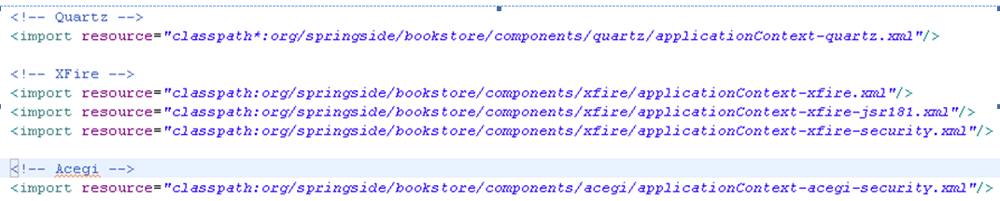 <!-- Quartz -->
<import resource="classpath*:org/springside/bookstore/components/quartz/applicationContext-quartz.xml"/>
<!-- XFire -->
<import resource="classpath:org/springside/bookstore/components/xfire/applicationContext-xfire.xml"/>
<import resource="classpath:org/springside/bookstore/components/xfire/applicationContext-xfire-jsr181.xml"/>
<import resource="classpath:org/springside/bookstore/components/xfire/applicationContext-xfire-security.xml"/>
<!-- Acegi -->
<import resource="classpath:org/springside/bookstore/components/acegi/applicationContext-acegi-security.xml"/>